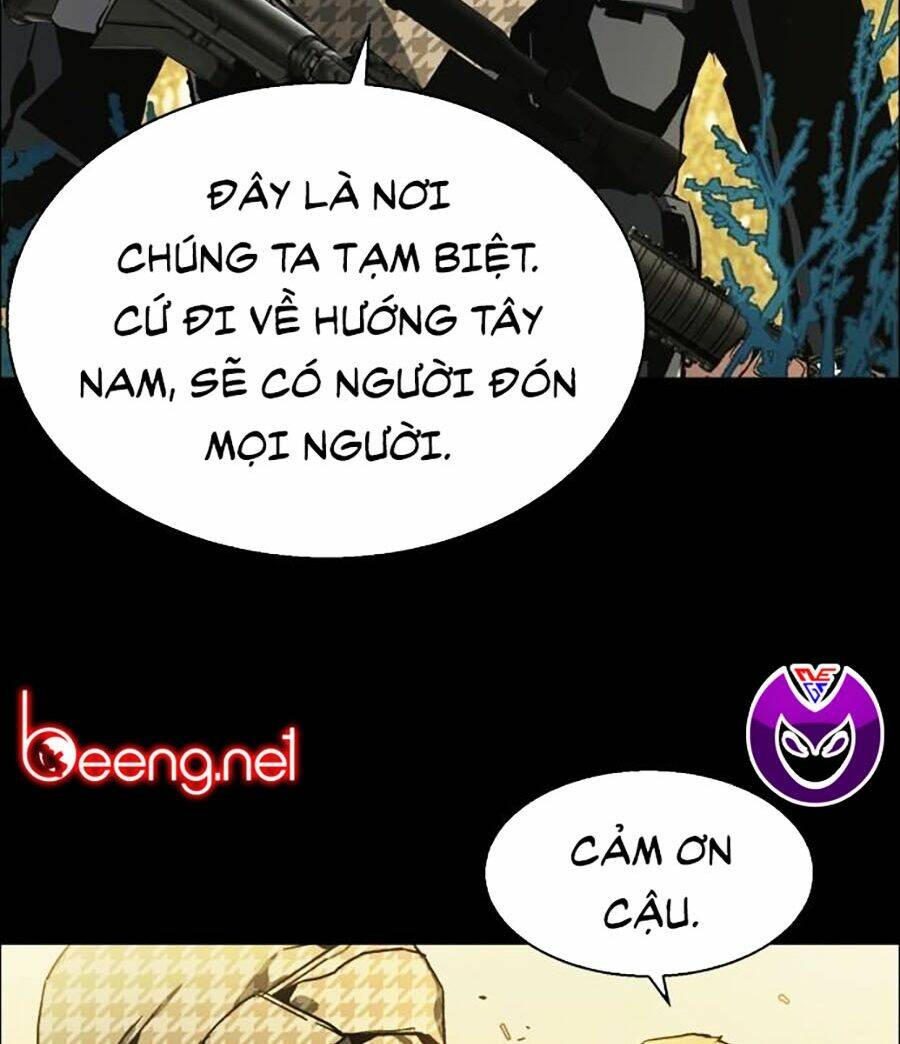 ĐÂY LÀ NƠI
CHÚNG TA TẠM BIỆT.
CỨ ĐI VỀ HƯỚNG TÂY
NAM, SẼ CÓ NGƯỜI ĐÓN
MỌI NGƯỜI.
beeng.net
CẢM ƠN
CẬU.